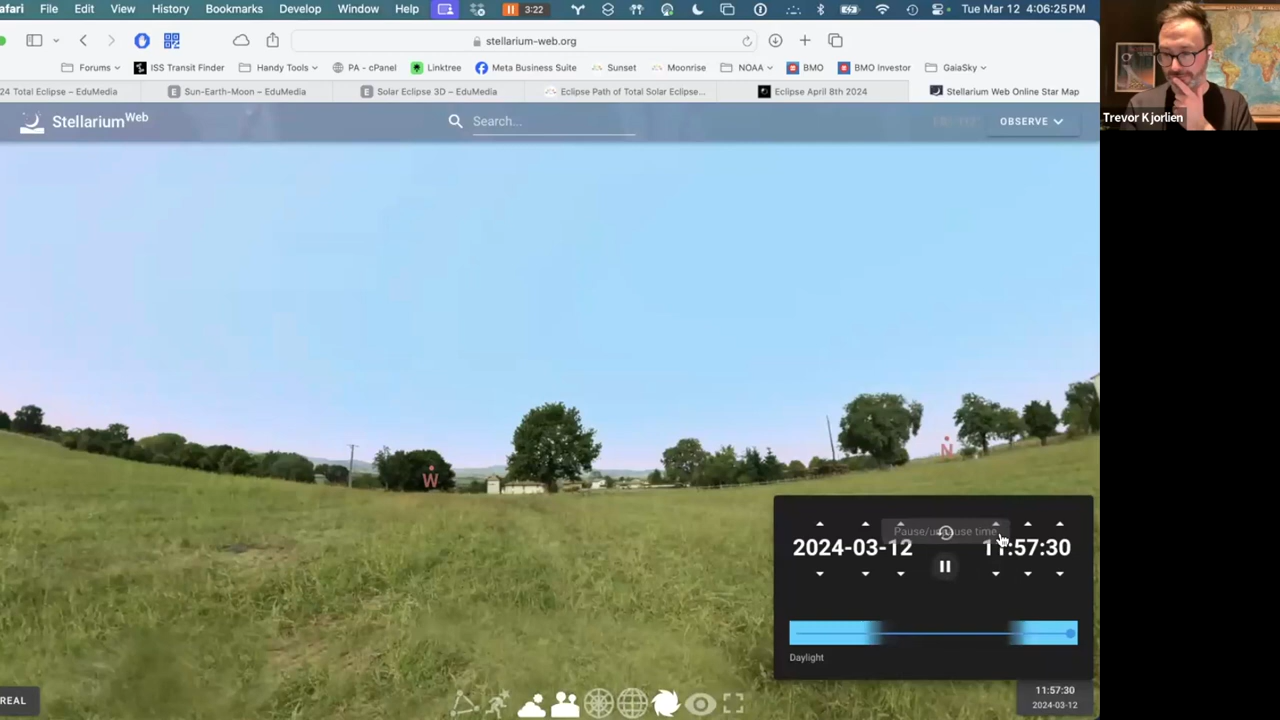 afari File Edit View History Bookmarks Develop Window Help 3:22 Tue Mar 12 4:06:25 PM
stellarium-web.org
Forums ISS Transit Finder Handy Tools PA - cPanel Linktree Meta Business Suite Sunset Moonrise NOAA BMO BMO Investor GaiaSky
24 Total Eclipse – EduMedia Sun-Earth-Moon – EduMedia Solar Eclipse 3D – EduMedia Eclipse Path of Total Solar Eclipse... Eclipse April 8th 2024 Stellarium Web Online Star Map
Trevor Kjorlien
StellariumWeb Search... OBSERVE
N
W
Pause/unpause time
2024-03-12 11:57:30
Daylight
REAL
11:57:30
2024-03-12